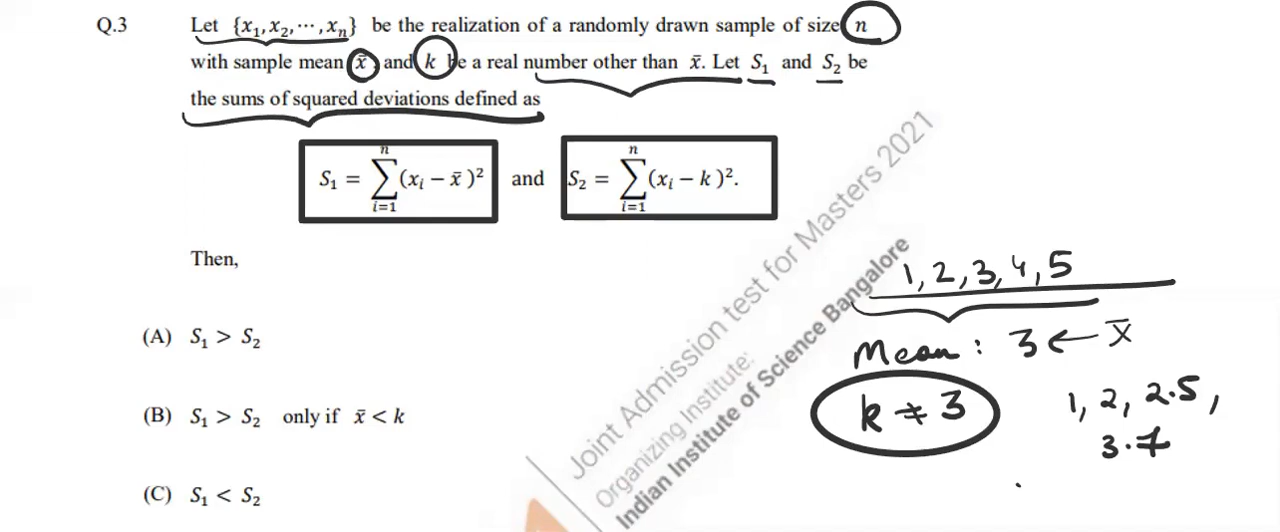 Q.3 Let {x₁, x₂, ⋯ , xₙ} be the realization of a randomly drawn sample of size n
with sample mean x̄ and k be a real number other than x̄. Let S₁ and S₂ be
the sums of squared deviations defined as
S₁ = ∑ᵢ₌₁ⁿ (xᵢ − x̄ )² and S₂ = ∑ᵢ₌₁ⁿ (xᵢ − k )².
Then,
(A) S₁ > S₂
(B) S₁ > S₂ only if x̄ < k
(C) S₁ < S₂
1, 2, 3, 4, 5
Mean : 3 ← x̄
k ≠ 3
1, 2, 2.5,
3.7
Joint Admission test for Masters 2021
Organizing Institute:
Indian Institute of Science Bangalore